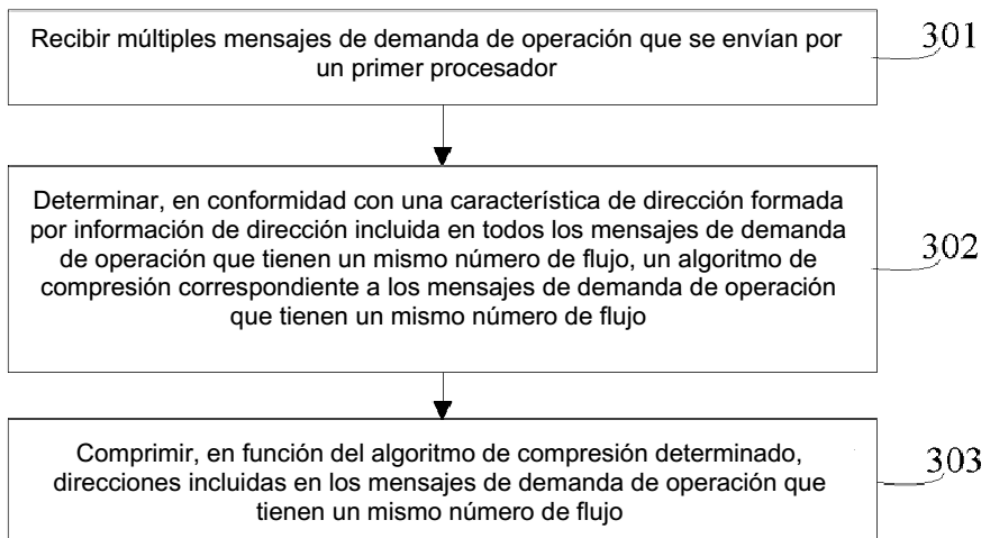 Recibir múltiples mensajes de demanda de operación que se envían por
un primer procesador
301
Determinar, en conformidad con una característica de dirección formada
por información de dirección incluida en todos los mensajes de demanda
de operación que tienen un mismo número de flujo, un algoritmo de
compresión correspondiente a los mensajes de demanda de operación
que tienen un mismo número de flujo
302
Comprimir, en función del algoritmo de compresión determinado,
direcciones incluidas en los mensajes de demanda de operación que
tienen un mismo número de flujo
303